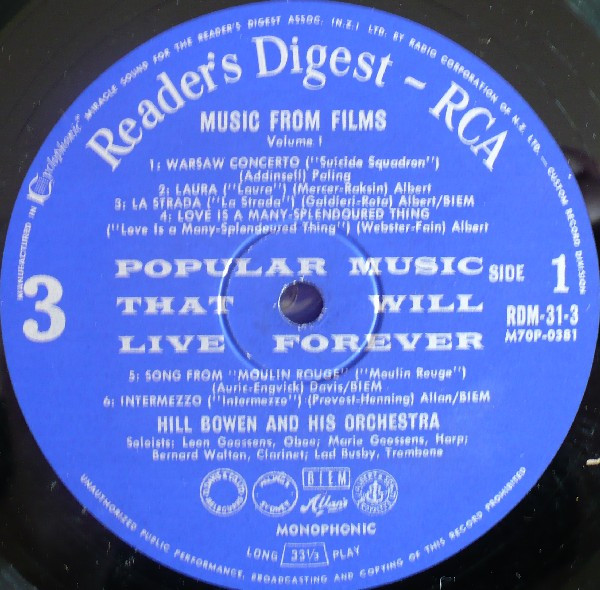 MANUFACTURED IN Cyclophonic MIRACLE SOUND FOR THE READER'S DIGEST ASSOC. (N.Z.) LTD. BY RADIO CORPORATION OF N.Z. LTD. — CUSTOM RECORD DIVISION
Reader's Digest - RCA
MUSIC FROM FILMS
Volume 1
1: WARSAW CONCERTO ("Suicide Squadron")
(Addinsell) Paling
2: LAURA ("Laura") (Mercer-Raksin) Albert
3: LA STRADA ("La Strada") (Galdieri-Rota) Albert/BIEM
4: LOVE IS A MANY-SPLENDOURED THING
("Love Is a Many-Splendoured Thing") (Webster-Fain) Albert
3
POPULAR MUSIC
THAT WILL
LIVE FOREVER
SIDE 1
RDM-31-3
M70P-0381
5: SONG FROM "MOULIN ROUGE" ("Moulin Rouge")
(Auric-Engvick) Davis/BIEM
6: INTERMEZZO ("Intermezzo") (Provost-Henning) Allan/BIEM
HILL BOWEN AND HIS ORCHESTRA
Soloists: Leon Goossens, Oboe; Marie Goossens, Harp;
Bernard Walton, Clarinet; Lad Busby, Trombone
BIEM
Allan's
MONOPHONIC
LONG 33⅓ PLAY
UNAUTHORIZED PUBLIC PERFORMANCE, BROADCASTING AND COPYING OF THIS RECORD PROHIBITED